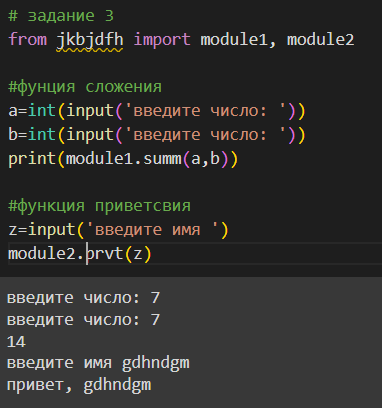 # задание 3
from jkbjdfh import module1, module2
#фунция сложения
a=int(input('введите число: '))
b=int(input('введите число: '))
print(module1.summ(a,b))
#функция приветсвия
z=input('введите имя ')
module2.prvt(z)
введите число: 7
введите число: 7
14
введите имя gdhndgm
привет, gdhndgm